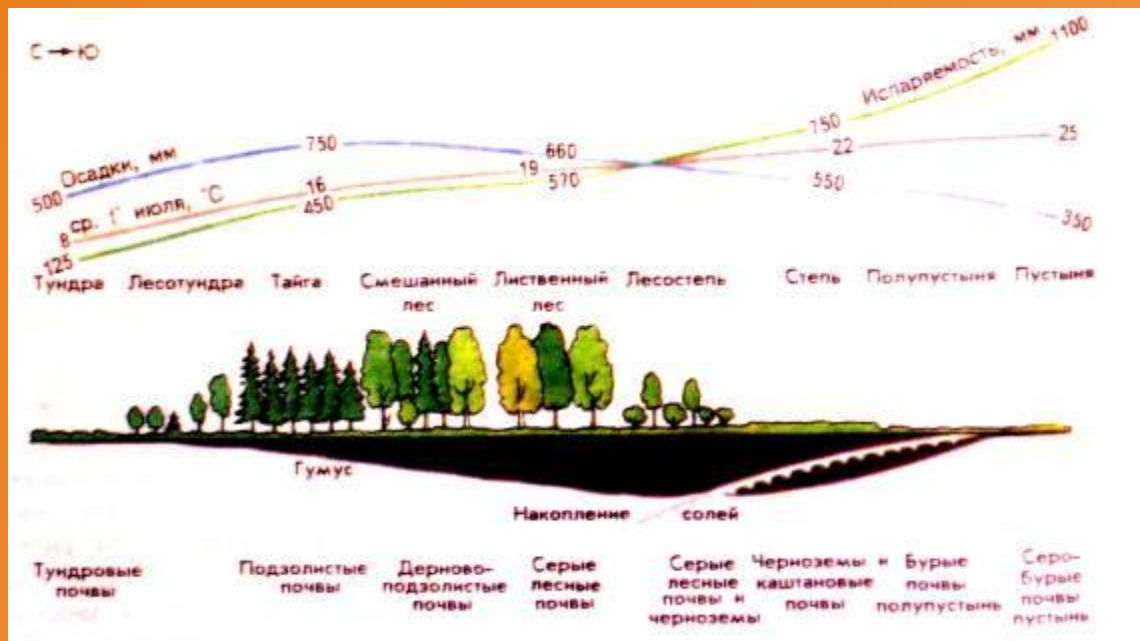 С → Ю
Испаряемость, мм 1100
750
Осадки, мм
500
750
660
550
350
ср. t° июля, °С
8
16
19
22
25
125
450
570
Тундра Лесотундра Тайга Смешанный Лиственный Лесостепь Степь Полупустыня Пустыня
лес лес
Гумус
Накопление солей
Тундровые Подзолистые Дерново- Серые Серые Черноземы и Бурые Серо-
почвы почвы подзолистые лесные лесные каштановые почвы бурые
почвы почвы почвы и почвы полупустынь почвы
черноземы пустынь